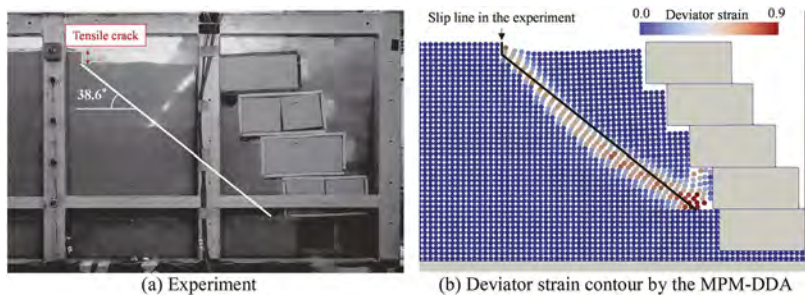 Tensile crack
38.6°
(a) Experiment
Slip line in the experiment
Deviator strain
0.0
0.9
(b) Deviator strain contour by the MPM-DDA